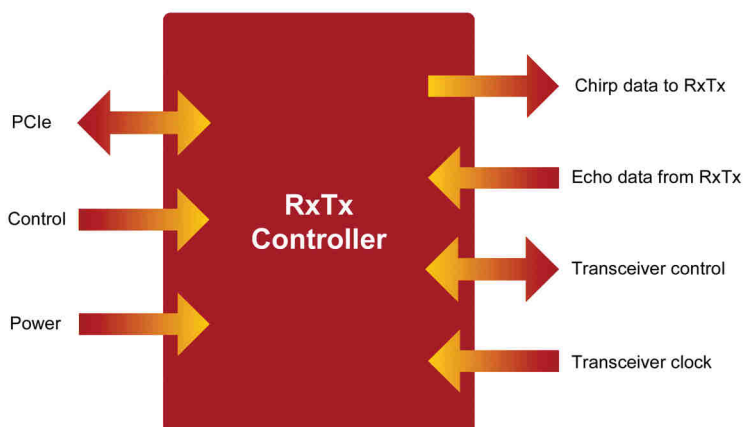 PCIe
Control
Power
RxTx
Controller
Chirp data to RxTx
Echo data from RxTx
Transceiver control
Transceiver clock